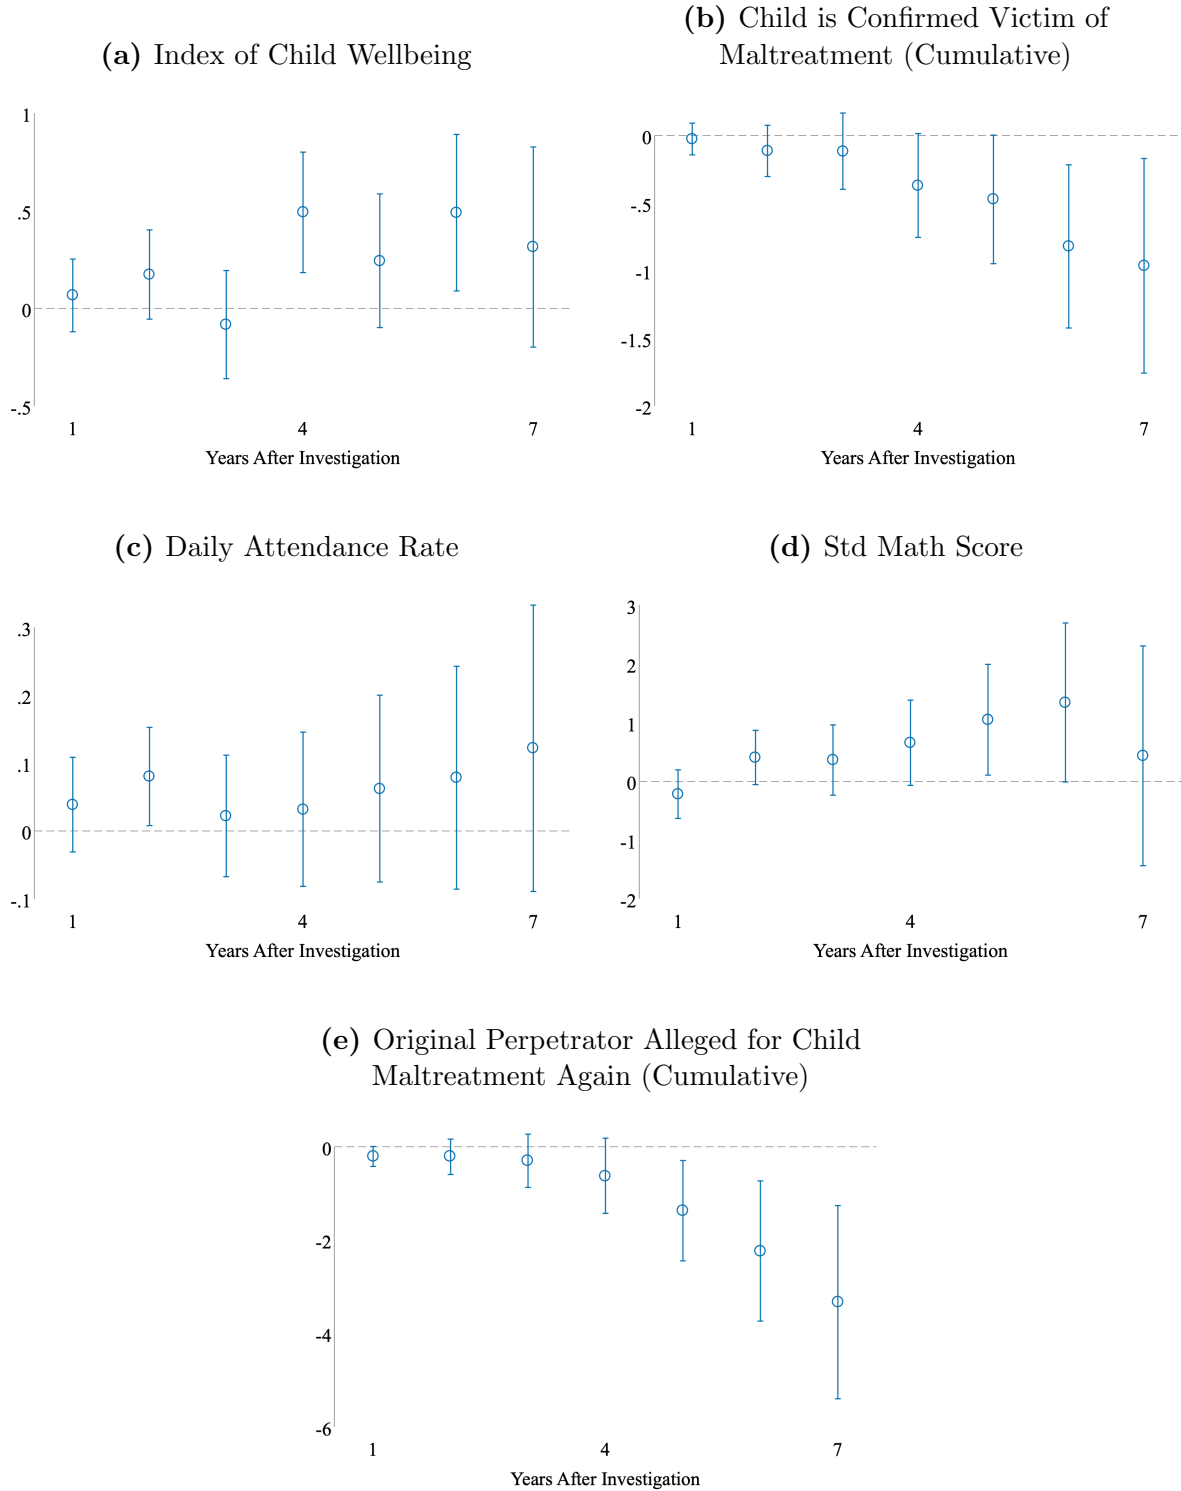 (a) Index of Child Wellbeing
1
.5
0
-.5
1 4 7
Years After Investigation
(b) Child is Confirmed Victim of
Maltreatment (Cumulative)
0
-.5
-1
-1.5
-2
1 4 7
Years After Investigation
(c) Daily Attendance Rate
.3
.2
.1
0
-.1
1 4 7
Years After Investigation
(d) Std Math Score
3
2
1
0
-1
-2
1 4 7
Years After Investigation
(e) Original Perpetrator Alleged for Child
Maltreatment Again (Cumulative)
0
-2
-4
-6
1 4 7
Years After Investigation